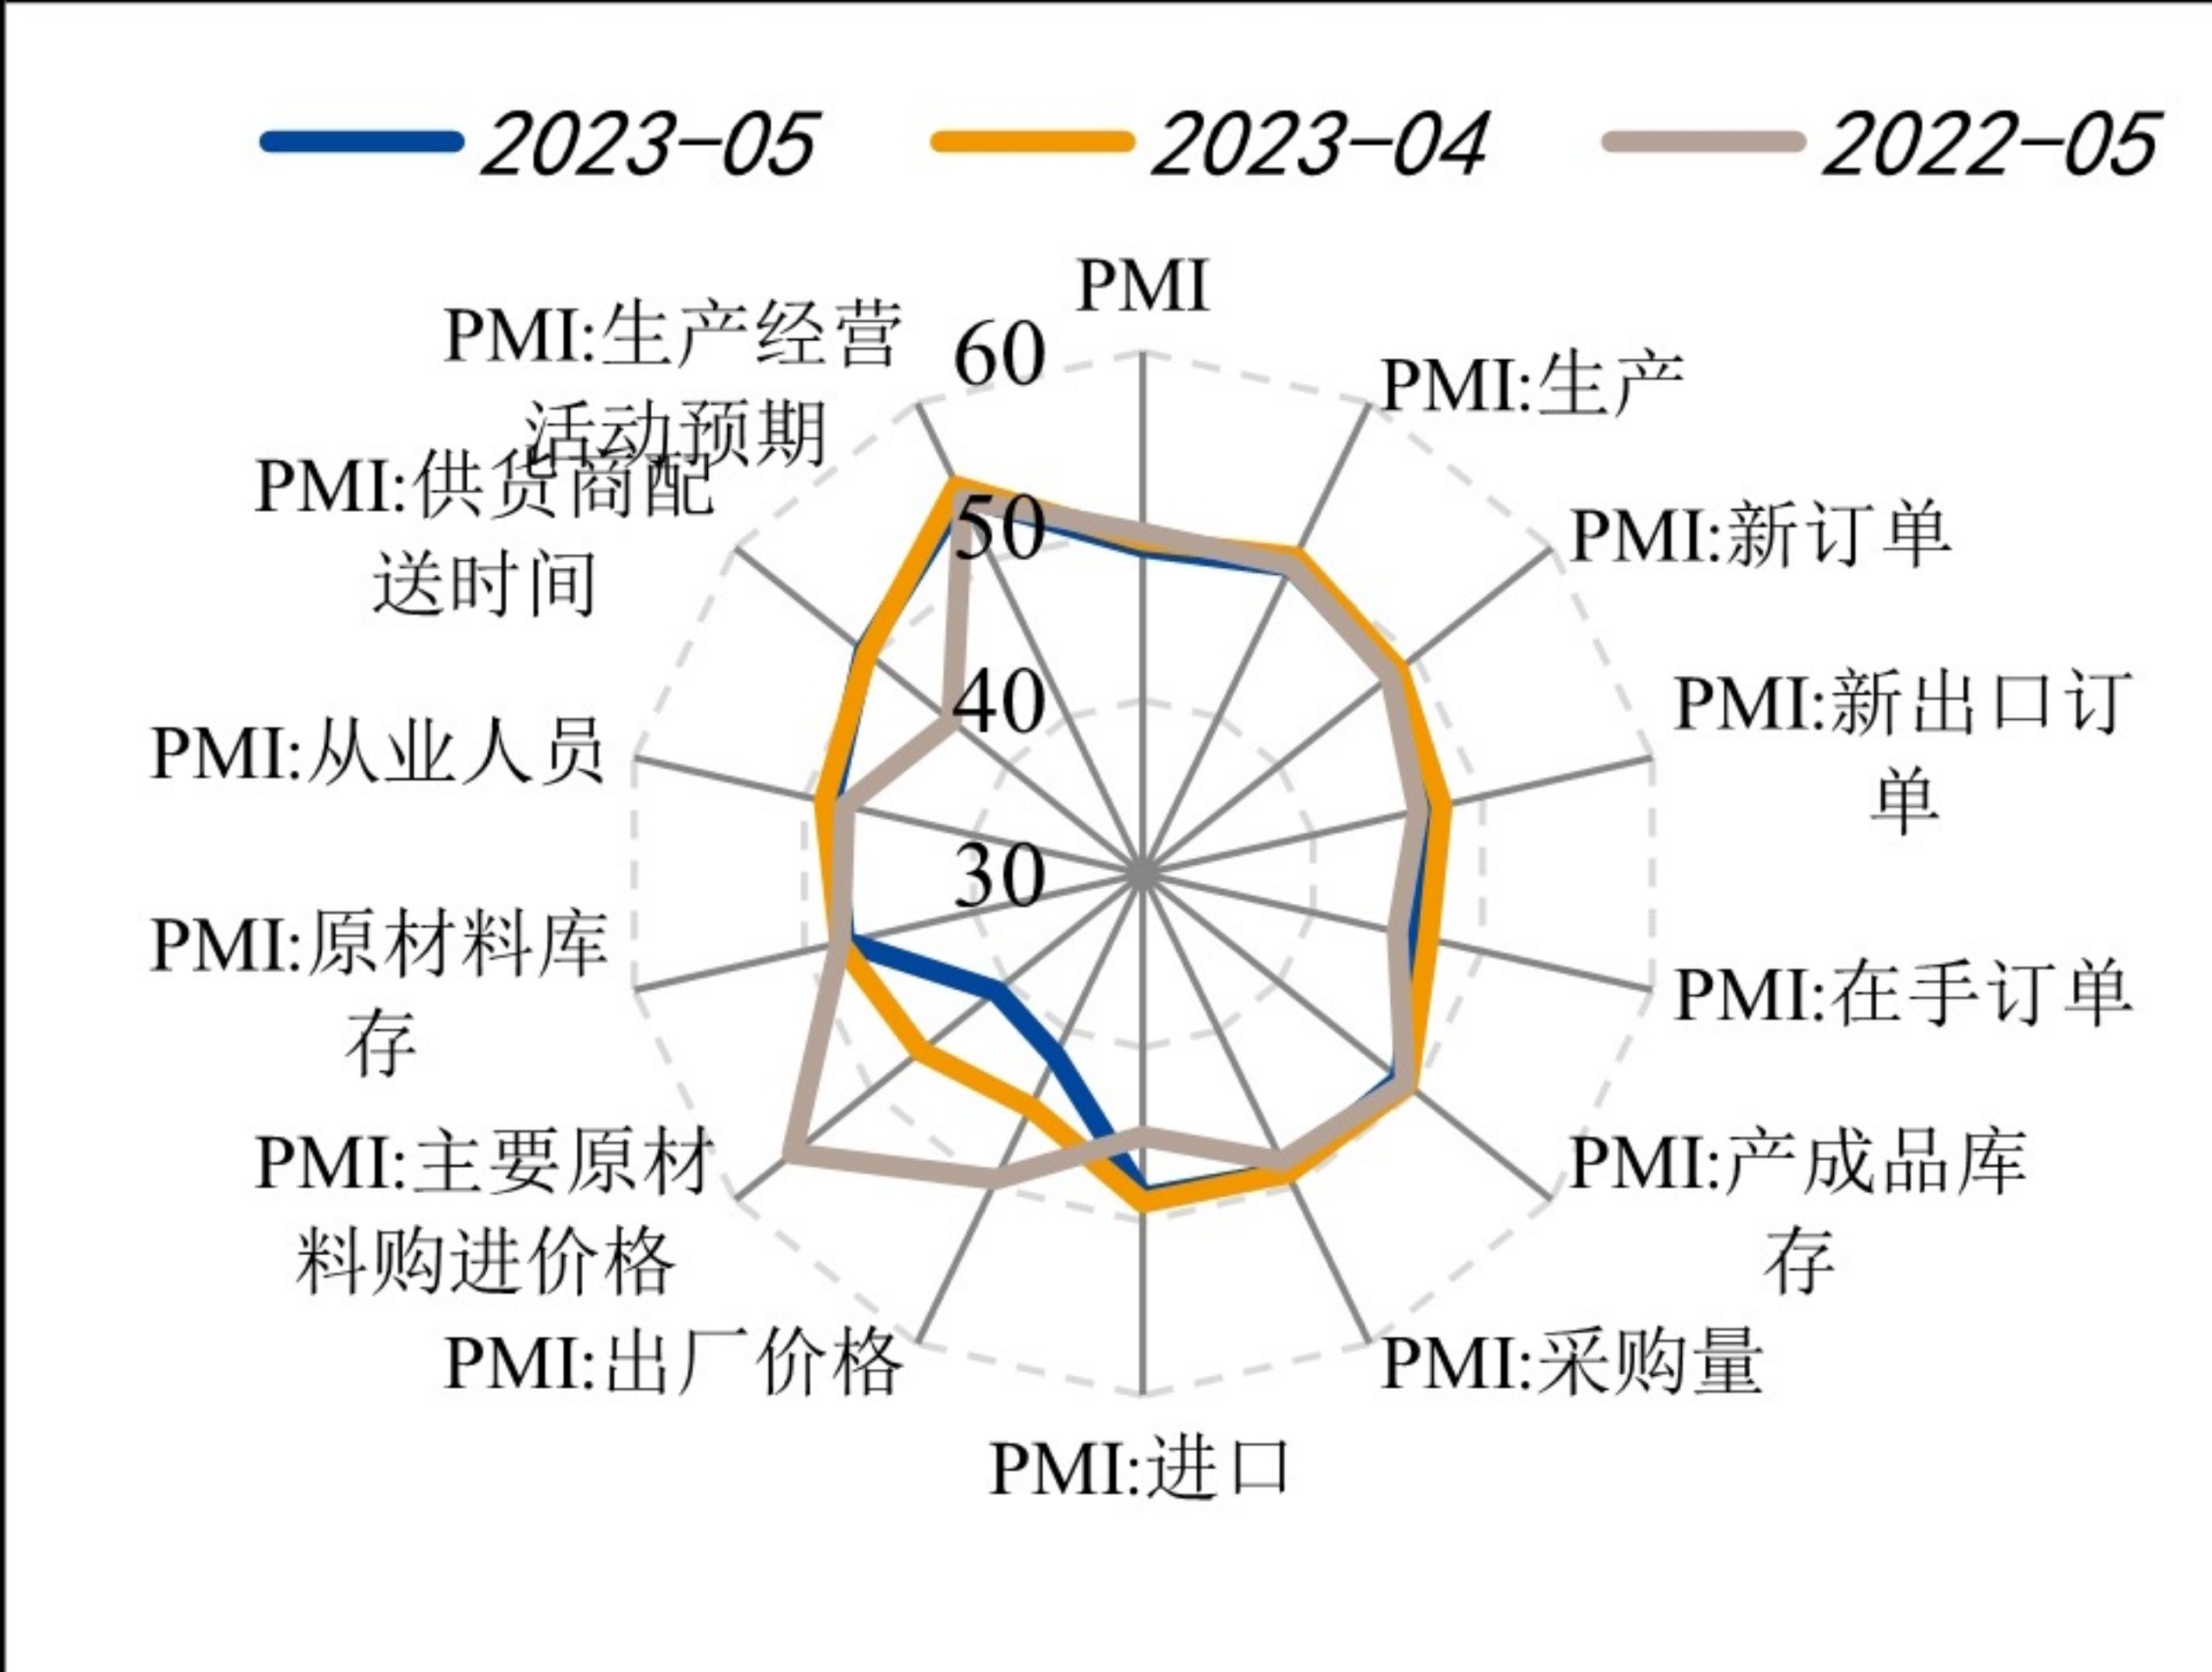 2023-05 2023-04 2022-05
PMI
PMI:生产经营
活动预期
60
PMI:生产
PMI:供货商配
送时间
50
PMI:新订单
PMI:新出口订
单
40
PMI:从业人员
30
PMI:原材料库
存
PMI:在手订单
PMI:主要原材
料购进价格
PMI:产成品库
存
PMI:出厂价格
PMI:采购量
PMI:进口